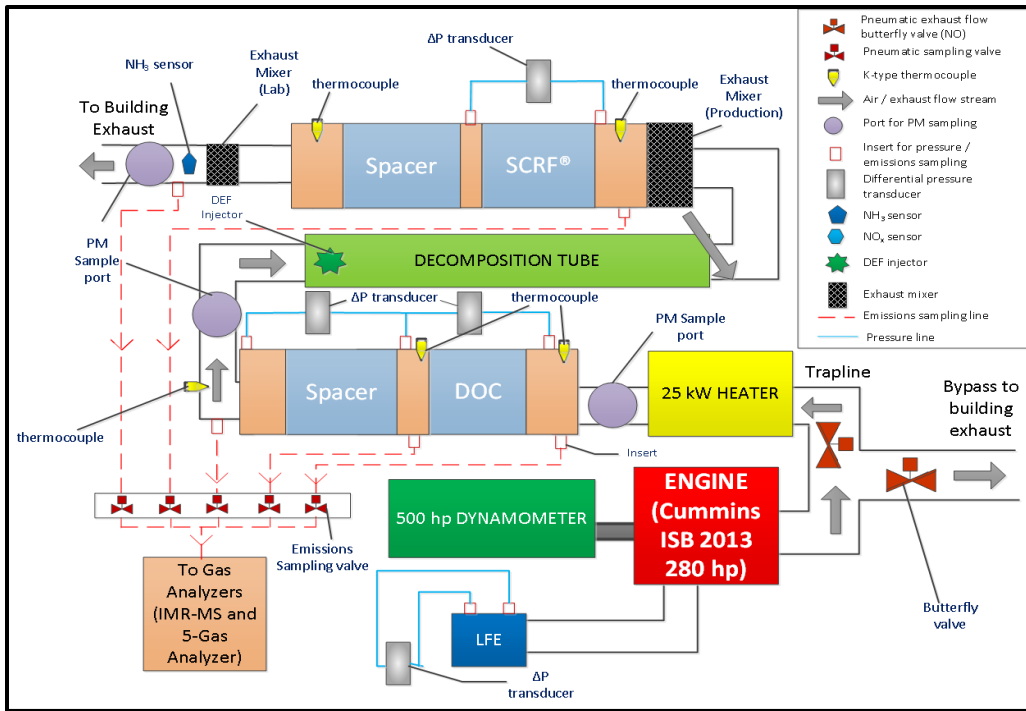 ΔP transducer
NH₃ sensor
Exhaust
Mixer
(Lab)
thermocouple
thermocouple
Exhaust
Mixer
(Production)
To Building
Exhaust
Spacer
SCRF®
DEF
Injector
PM
Sample
port
DECOMPOSITION TUBE
ΔP transducer
thermocouple
PM Sample
port
Spacer
DOC
25 kW HEATER
Trapline
Bypass to
building
exhaust
thermocouple
Insert
500 hp DYNAMOMETER
ENGINE
(Cummins
ISB 2013
280 hp)
Emissions
Sampling valve
To Gas
Analyzers
(IMR-MS and
5-Gas
Analyzer)
LFE
ΔP
transducer
Butterfly
valve
Pneumatic exhaust flow
butterfly valve (NO)
Pneumatic sampling valve
K-type thermocouple
Air / exhaust flow stream
Port for PM sampling
Insert for pressure /
emissions sampling
Differential pressure
transducer
NH₃ sensor
NOₓ sensor
DEF injector
Exhaust mixer
Emissions sampling line
Pressure line